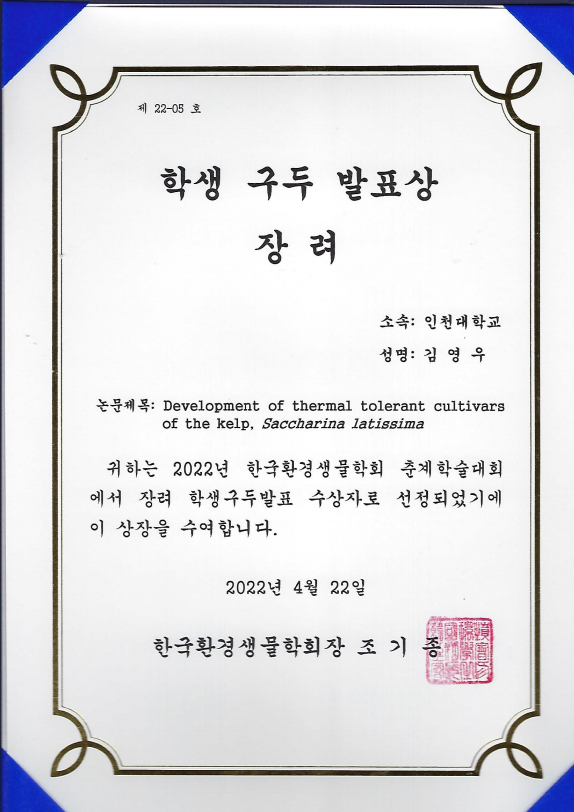 제 22-05 호
학생 구두 발표상
장 려
소속: 인천대학교
성명: 김 영 우
논문제목: Development of thermal tolerant cultivars
of the kelp, Saccharina latissima
귀하는 2022년 한국환경생물학회 춘계학술대회
에서 장려 학생구두발표 수상자로 선정되었기에
이 상장을 수여합니다.
2022년 4월 22일
한국환경생물학회장 조 기 종